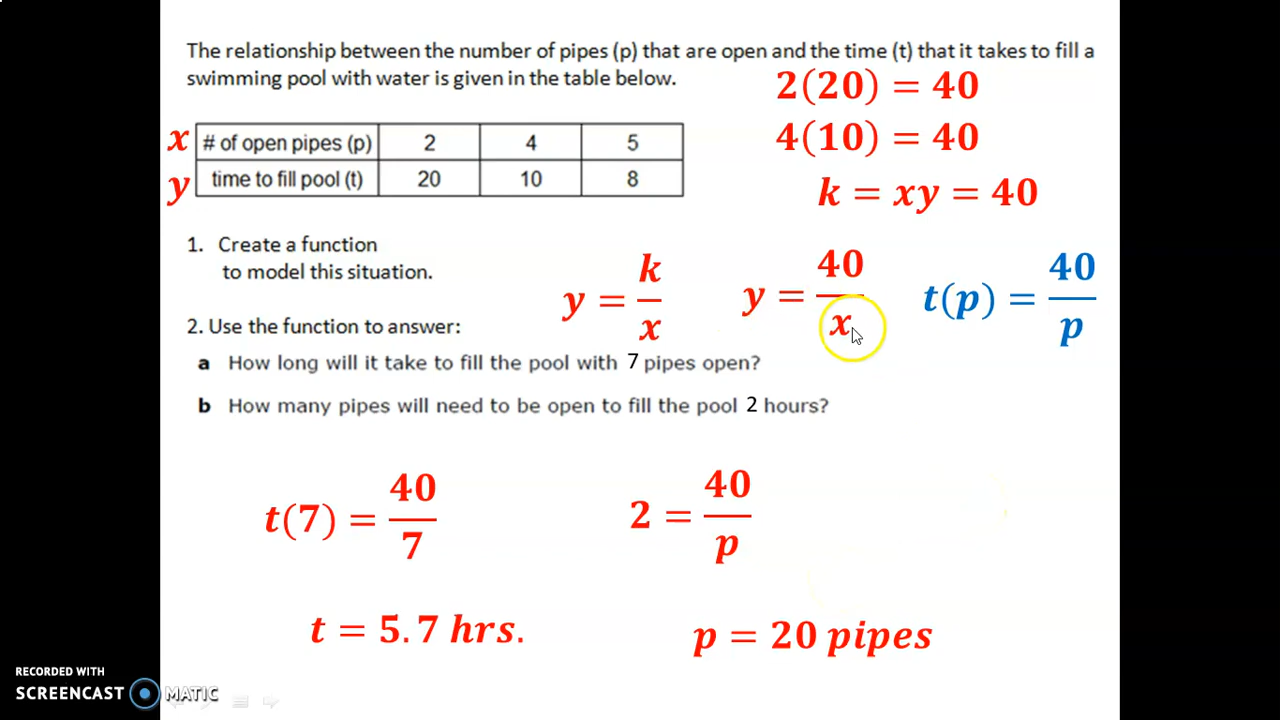 The relationship between the number of pipes (p) that are open and the time (t) that it takes to fill a
swimming pool with water is given in the table below.
2(20) = 40
4(10) = 40
k = xy = 40
x # of open pipes (p) 2 4 5
y time to fill pool (t) 20 10 8
1. Create a function
to model this situation.
y = k/x
y = 40/x
t(p) = 40/p
2. Use the function to answer:
a How long will it take to fill the pool with 7 pipes open?
b How many pipes will need to be open to fill the pool 2 hours?
t(7) = 40/7
2 = 40/p
t = 5.7 hrs.
p = 20 pipes
RECORDED WITH
SCREENCAST MATIC